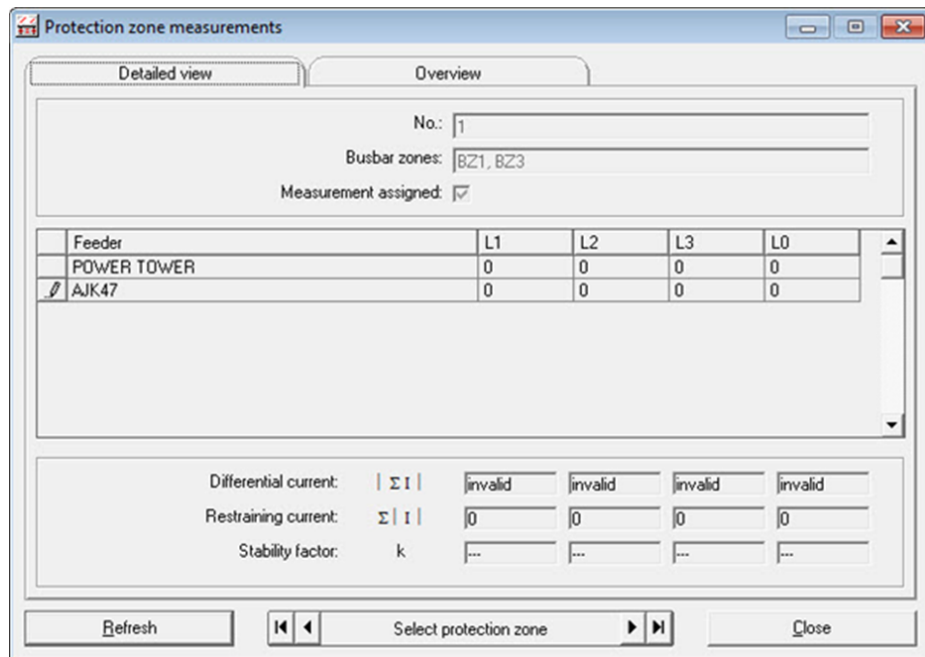 Protection zone measurements
Detailed view Overview
No.: 1
Busbar zones: BZ1, BZ3
Measurement assigned:
Feeder L1 L2 L3 L0
POWER TOWER 0 0 0 0
AJK47 0 0 0 0
Differential current: | Σ I | invalid invalid invalid invalid
Restraining current: Σ | I | 0 0 0 0
Stability factor: k --- --- --- ---
Refresh Select protection zone Close